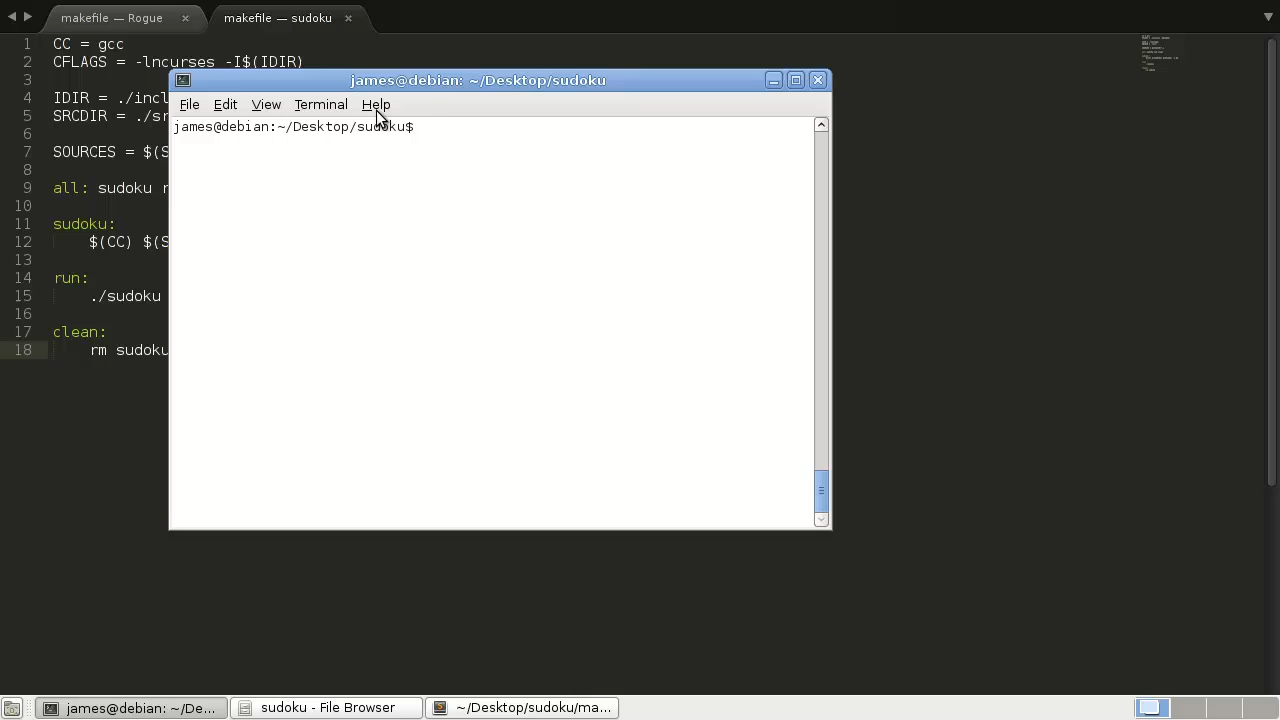 makefile — Rogue
makefile — sudoku
1 CC = gcc
2 CFLAGS = -lncurses -I$(IDIR)
3
4 IDIR = ./incl
5 SRCDIR = ./sr
6
7 SOURCES = $(S
8
9 all: sudoku r
10
11 sudoku:
12 $(CC) $(S
13
14 run:
15 ./sudoku
16
17 clean:
18 rm sudoku
james@debian: ~/Desktop/sudoku
File Edit View Terminal Help
james@debian:~/Desktop/sudoku$
james@debian: ~/De...
sudoku - File Browser
~/Desktop/sudoku/ma...